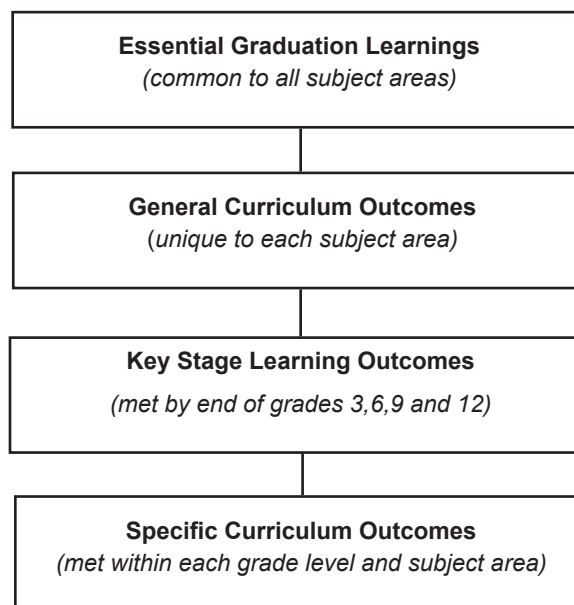 Essential Graduation Learnings
(common to all subject areas)
General Curriculum Outcomes
(unique to each subject area)
Key Stage Learning Outcomes
(met by end of grades 3,6,9 and 12)
Specific Curriculum Outcomes
(met within each grade level and subject area)